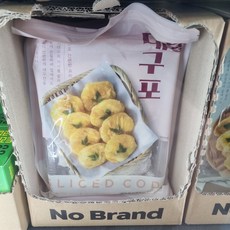 대구포
LICED COD
No Brand